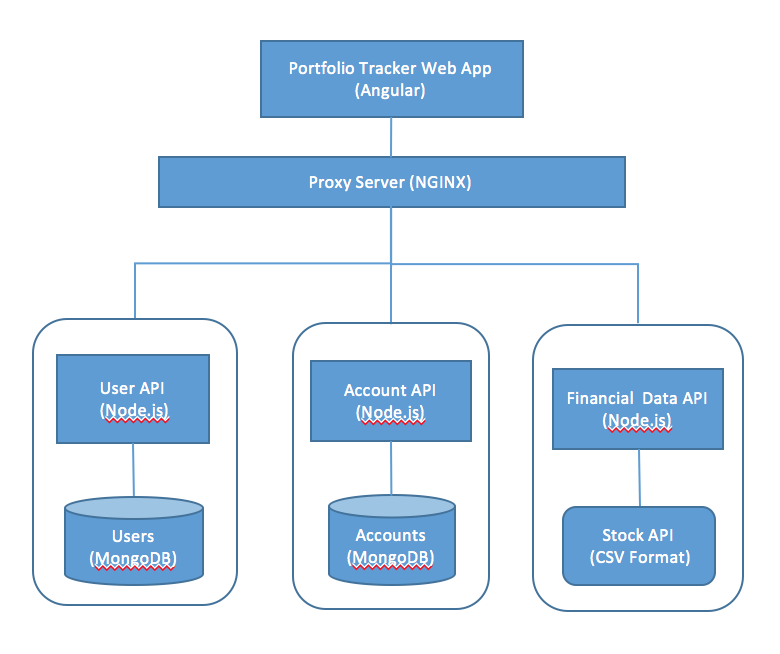 Portfolio Tracker Web App
(Angular)
Proxy Server (NGINX)
User API
(Node.js)
Users
(MongoDB)
Account API
(Node.js)
Accounts
(MongoDB)
Financial  Data API
(Node.js)
Stock API
(CSV Format)